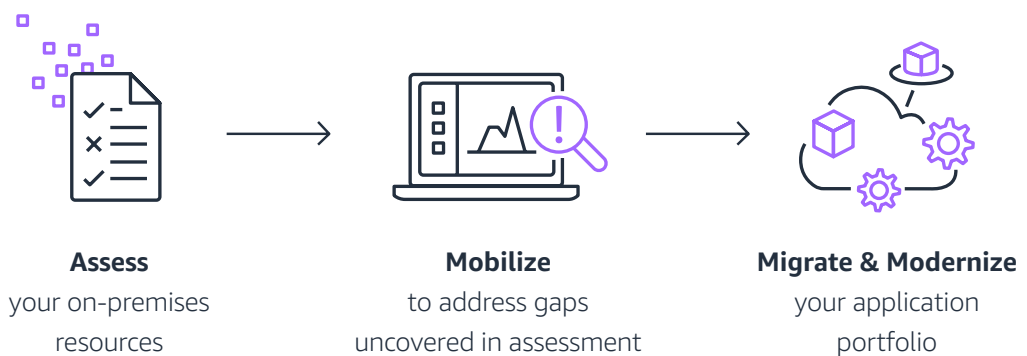 Assess
your on-premises
resources
Mobilize
to address gaps
uncovered in assessment
Migrate & Modernize
your application
portfolio